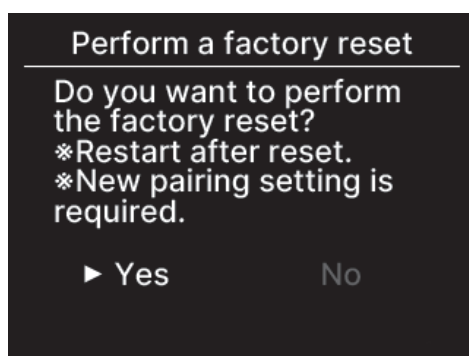 Perform a factory reset
Do you want to perform
the factory reset?
※Restart after reset.
※New pairing setting is
required.
► Yes No